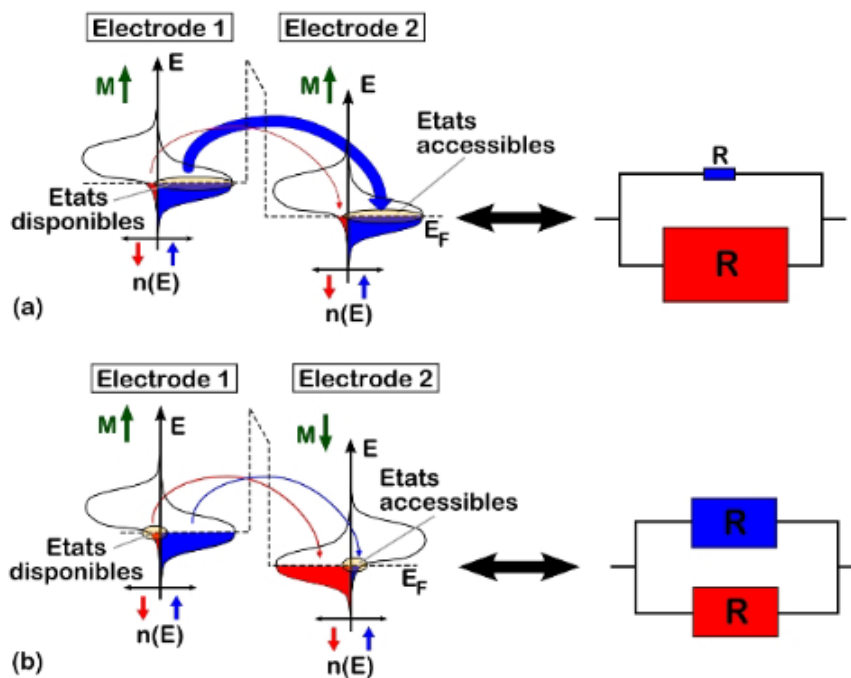 Electrode 1
Electrode 2
M
E
M
E
Etats
accessibles
Etats
disponibles
E_F
n(E)
n(E)
R
R
(a)
Electrode 1
Electrode 2
M
E
M
E
Etats
accessibles
Etats
disponibles
E_F
n(E)
n(E)
R
R
(b)